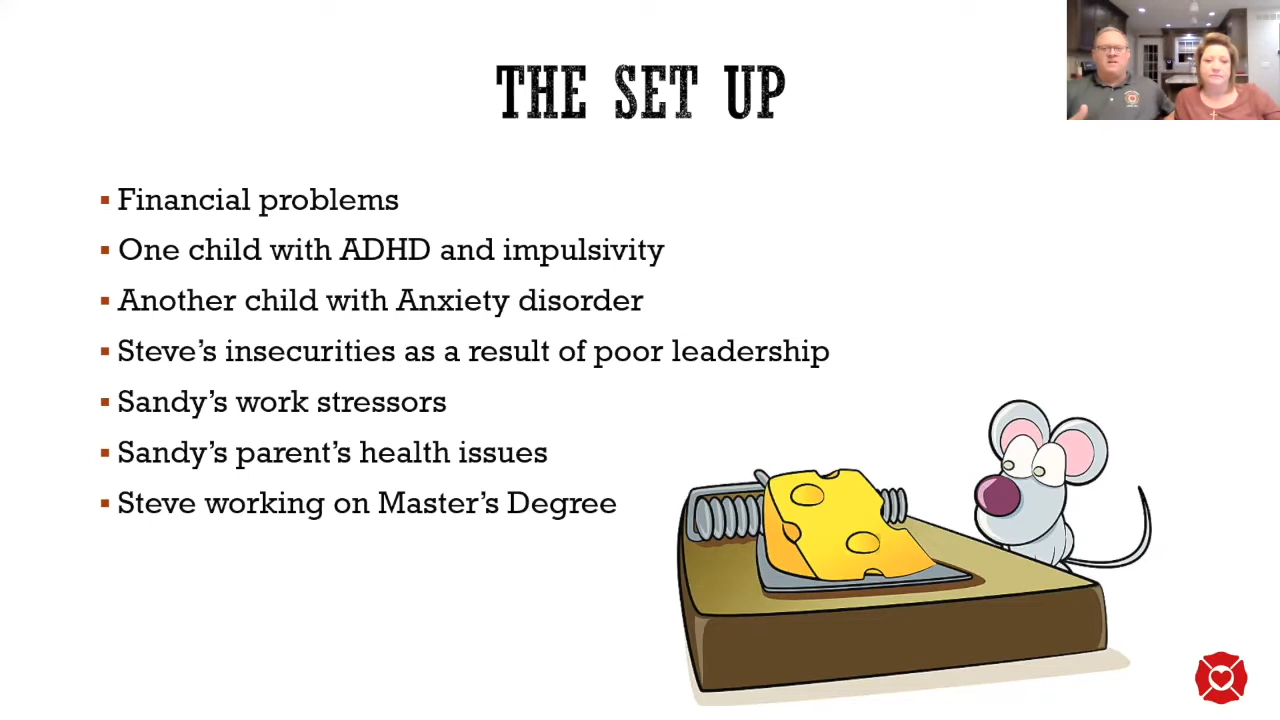 THE SET UP
Financial problems
One child with ADHD and impulsivity
Another child with Anxiety disorder
Steve’s insecurities as a result of poor leadership
Sandy’s work stressors
Sandy’s parent’s health issues
Steve working on Master’s Degree